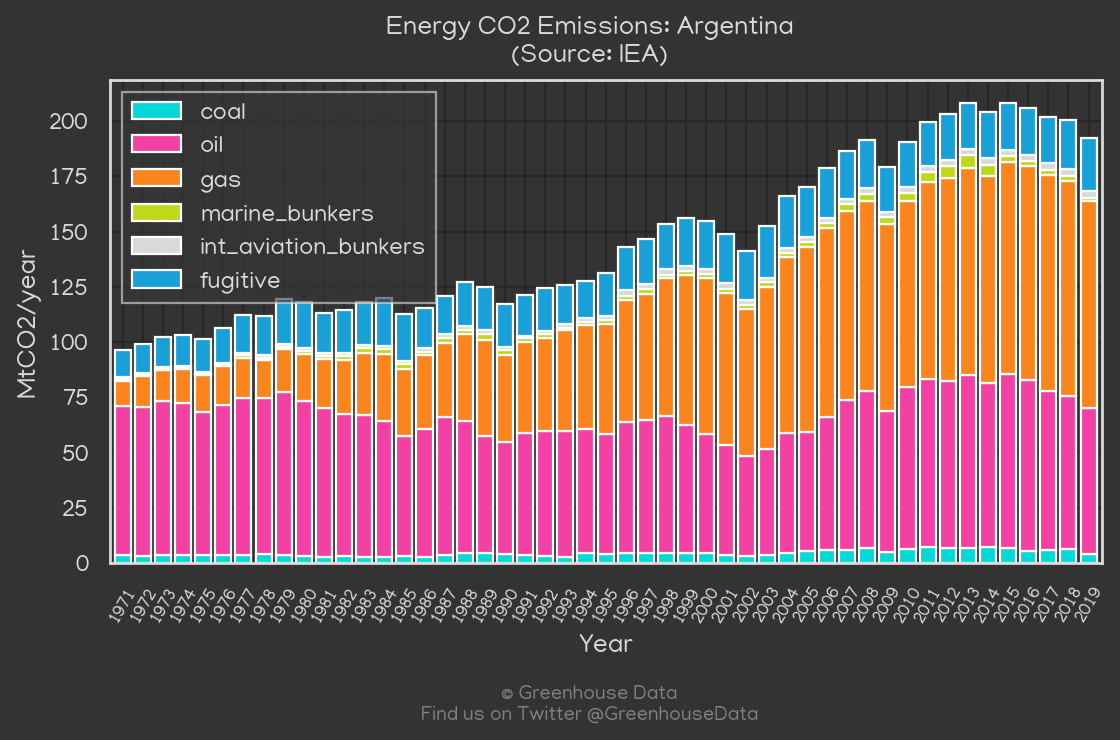 Energy CO2 Emissions: Argentina
(Source: IEA)
coal
oil
gas
marine_bunkers
int_aviation_bunkers
fugitive
MtCO2/year
200
175
150
125
100
75
50
25
0
1971 1972 1973 1974 1975 1976 1977 1978 1979 1980 1981 1982 1983 1984 1985 1986 1987 1988 1989 1990 1991 1992 1993 1994 1995 1996 1997 1998 1999 2000 2001 2002 2003 2004 2005 2006 2007 2008 2009 2010 2011 2012 2013 2014 2015 2016 2017 2018 2019
Year
© Greenhouse Data
Find us on Twitter @GreenhouseData